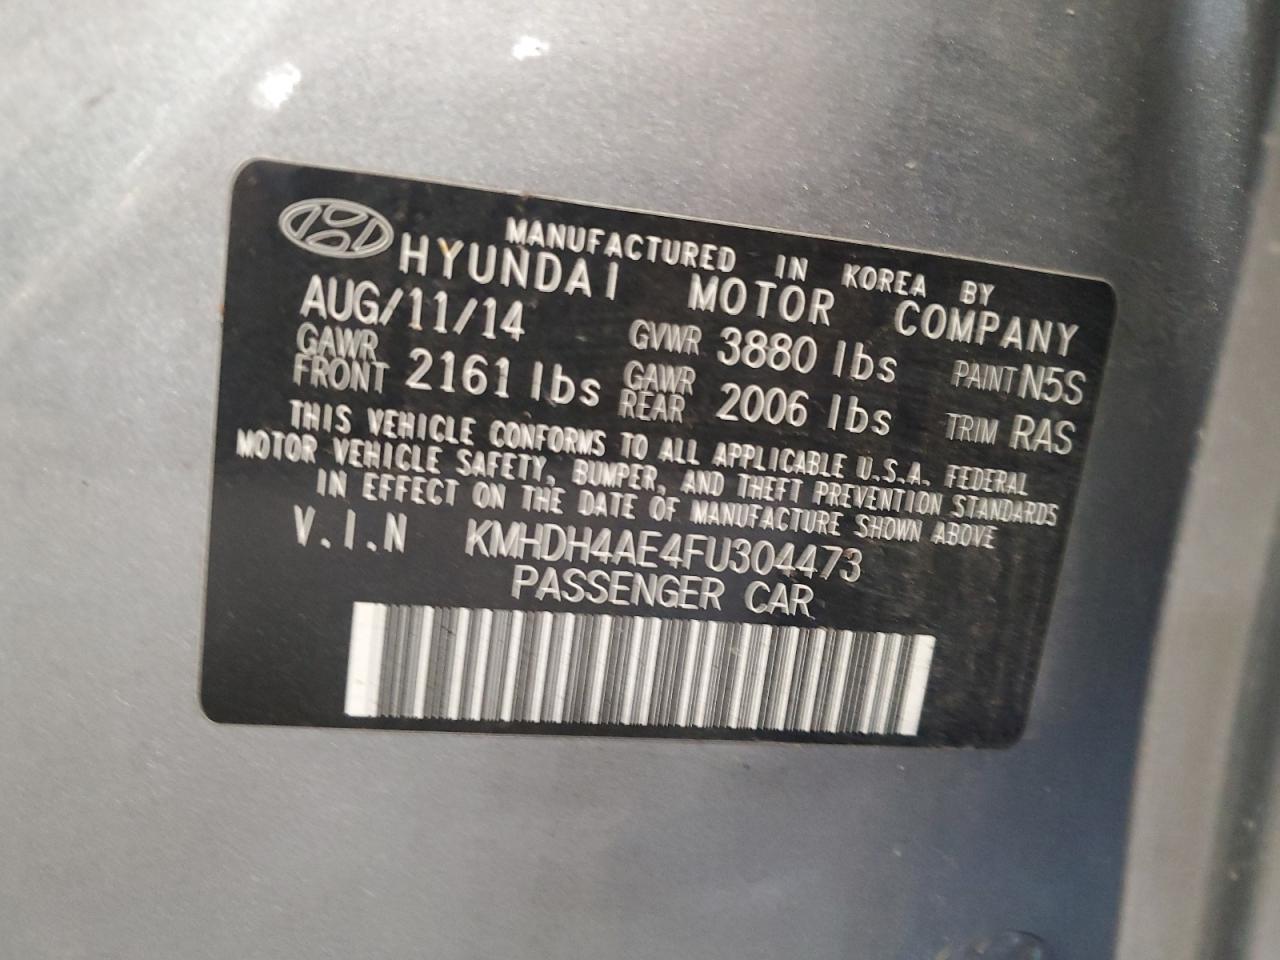 MANUFACTURED IN KOREA BY
HYUNDAI MOTOR COMPANY
AUG/11/14 GVWR 3880 lbs PAINT N5S
GAWR FRONT 2161 lbs GAWR REAR 2006 lbs TRIM RAS
THIS VEHICLE CONFORMS TO ALL APPLICABLE U.S.A. FEDERAL
MOTOR VEHICLE SAFETY, BUMPER, AND THEFT PREVENTION STANDARDS
IN EFFECT ON THE DATE OF MANUFACTURE SHOWN ABOVE
V.I.N KMHDH4AE4FU304473
PASSENGER CAR